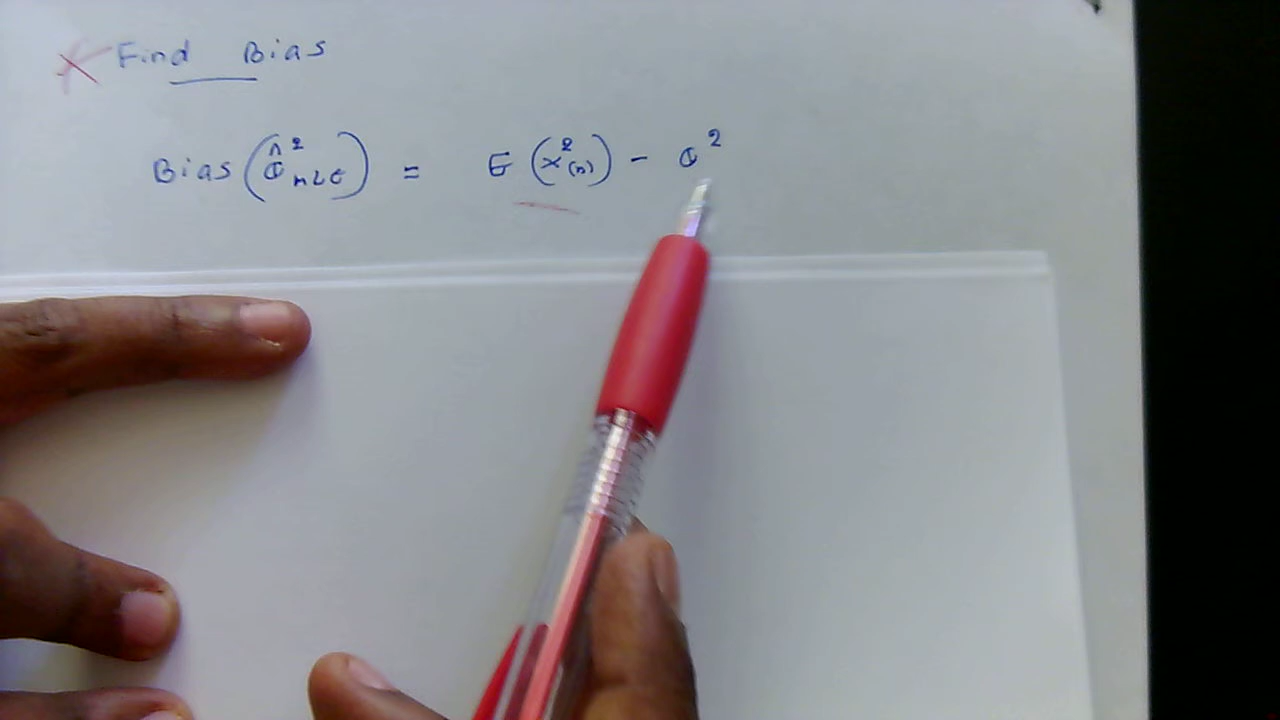 Find Bias
Bias(θ̂²MLE) = E(X²(n)) - θ²